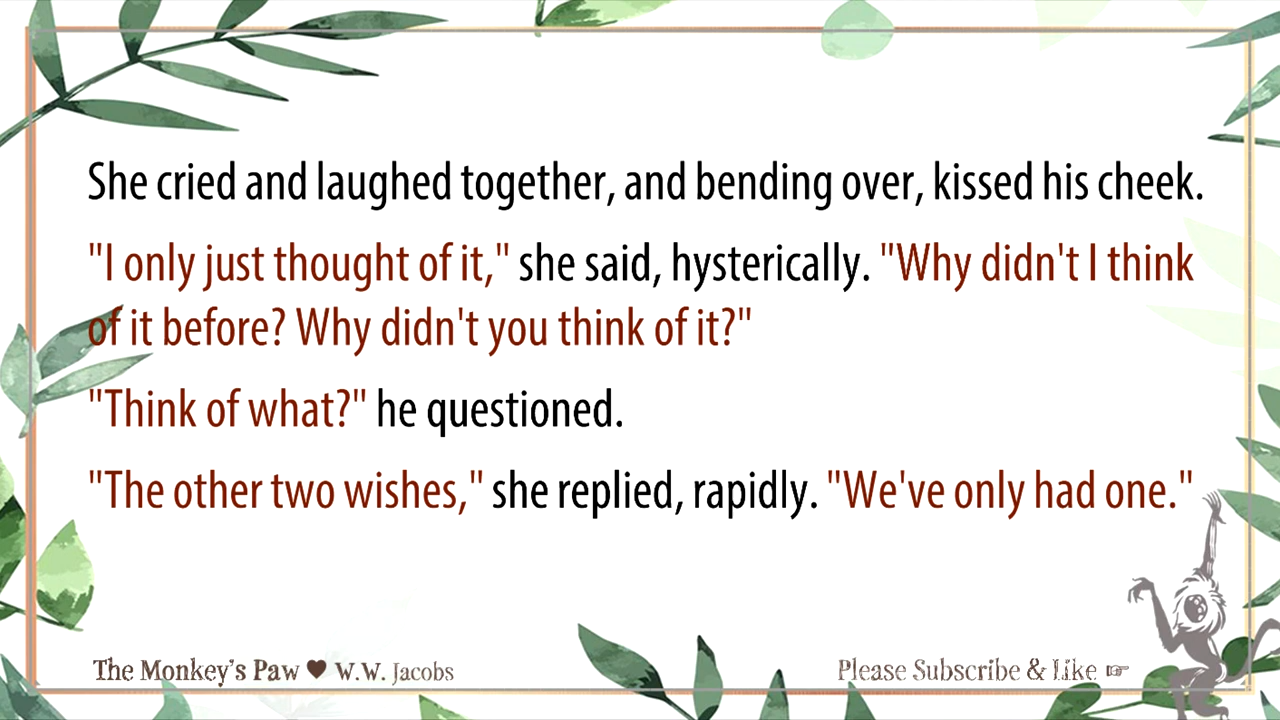 She cried and laughed together, and bending over, kissed his cheek.
"I only just thought of it," she said, hysterically. "Why didn't I think
of it before? Why didn't you think of it?"
"Think of what?" he questioned.
"The other two wishes," she replied, rapidly. "We've only had one."
The Monkey's Paw ♥ W.W. Jacobs
Please Subscribe & Like ☞